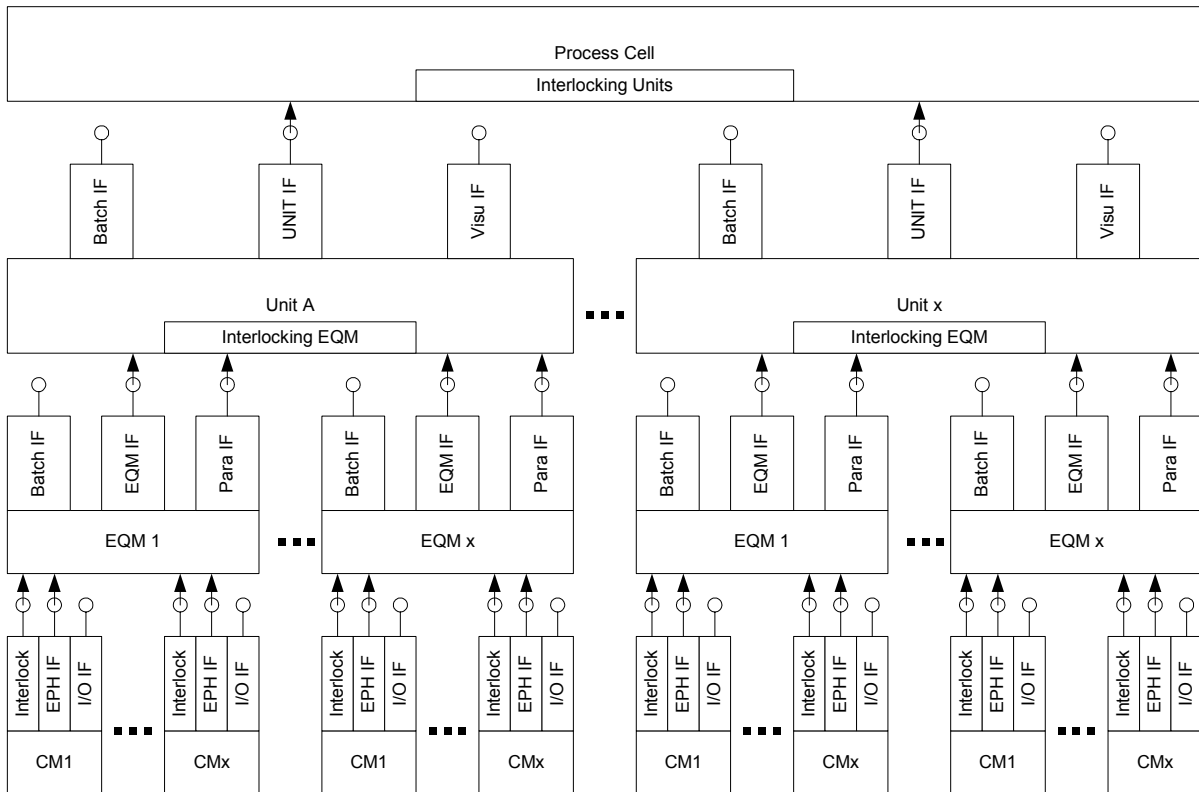 Process Cell
Interlocking Units
Batch IF
UNIT IF
Visu IF
Batch IF
UNIT IF
Visu IF
Unit A
Interlocking EQM
Unit x
Interlocking EQM
Batch IF
EQM IF
Para IF
Batch IF
EQM IF
Para IF
Batch IF
EQM IF
Para IF
Batch IF
EQM IF
Para IF
EQM 1
EQM x
EQM 1
EQM x
Interlock
EPH IF
I/O IF
Interlock
EPH IF
I/O IF
Interlock
EPH IF
I/O IF
Interlock
EPH IF
I/O IF
Interlock
EPH IF
I/O IF
Interlock
EPH IF
I/O IF
Interlock
EPH IF
I/O IF
Interlock
EPH IF
I/O IF
CM1
CMx
CM1
CMx
CM1
CMx
CM1
CMx